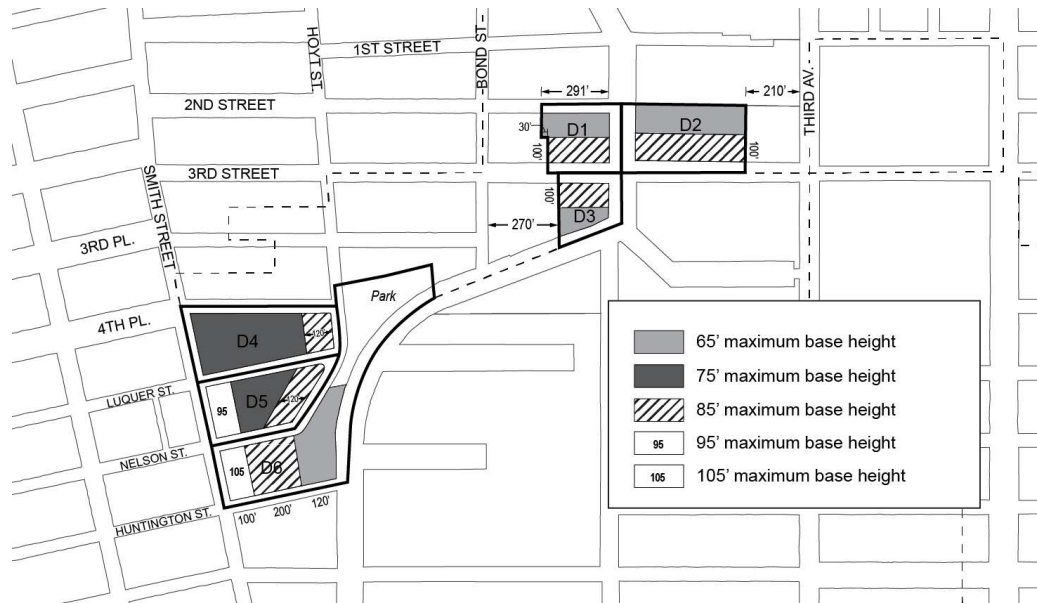 HOYT ST.
1ST STREET
BOND ST.
THIRD AV.
2ND STREET
291'
210'
30'
D1
D2
100'
100'
3RD STREET
SMITH STREET
100'
D3
270'
3RD PL.
Park
4TH PL.
D4
120'
65' maximum base height
75' maximum base height
85' maximum base height
95 95' maximum base height
105 105' maximum base height
LUQUER ST.
95
D5
120'
NELSON ST.
105
D6
HUNTINGTON ST.
100'
200'
120'